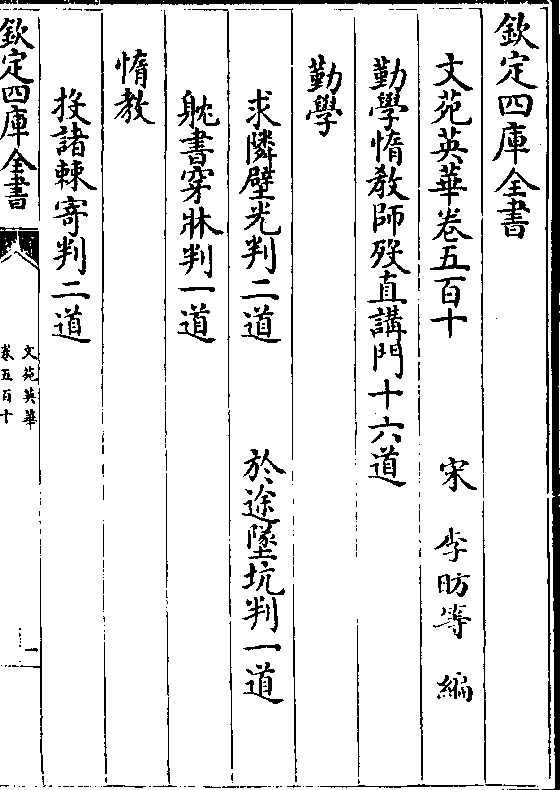 欽定四庫全書
文苑英華卷五百十　宋　李昉等　編
勤學惰教師歿直講門十六道
勤學
求隣壁光判二道　於途墜坑判一道
躭書穿牀判一道
惰教
投諸棘寄判二道
欽定四庫全書
文苑英華
卷五百十
一